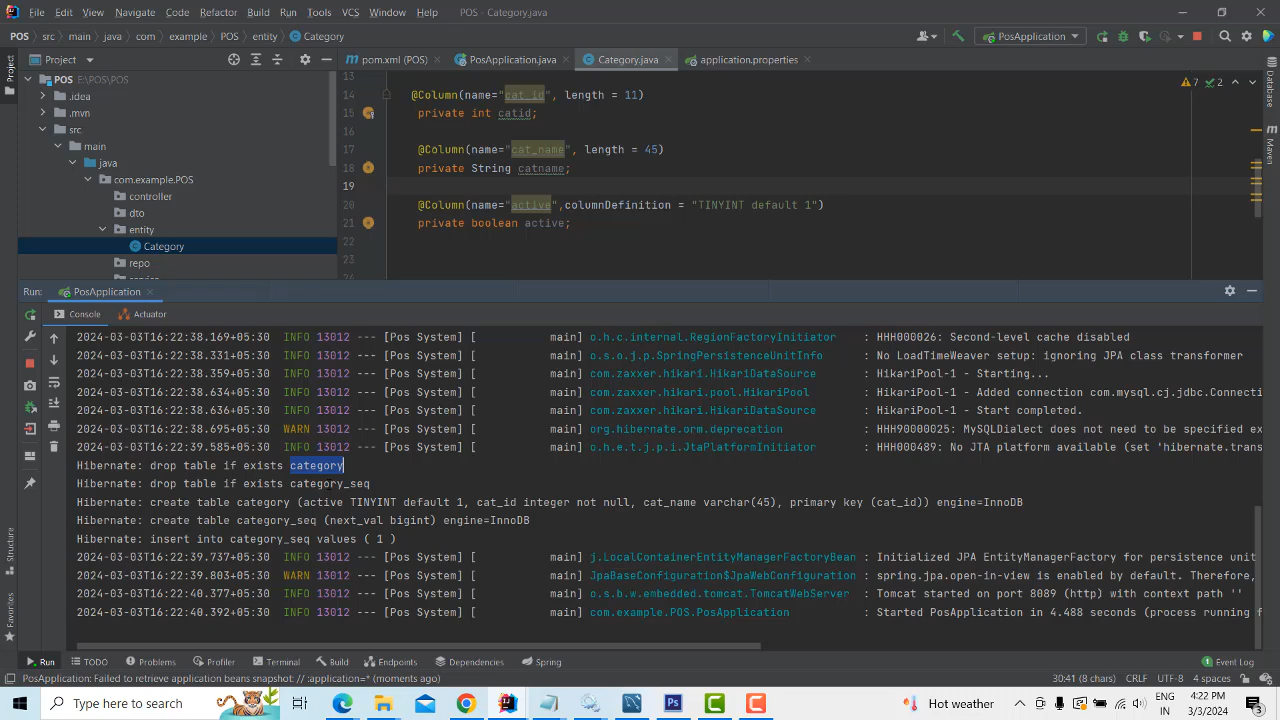 File Edit View Navigate Code Refactor Build Run Tools VCS Window Help POS - Category.java
POS src main java com example POS entity Category PosApplication
Project pom.xml (POS) PosApplication.java Category.java application.properties
POS E:\POS\POS
.idea
.mvn
src
main
java
com.example.POS
controller
dto
entity
Category
repo
13
14 @Column(name="cat_id", length = 11)
15 private int catid;
16
17 @Column(name="cat_name", length = 45)
18 private String catname;
19
20 @Column(name="active",columnDefinition = "TINYINT default 1")
21 private boolean active;
22
23
7 2
Project
Database
Maven
Structure
Favorites
Run: PosApplication
Console Actuator
2024-03-03T16:22:38.169+05:30 INFO 13012 --- [Pos System] [ main] o.h.c.internal.RegionFactoryInitiator : HHH000026: Second-level cache disabled
2024-03-03T16:22:38.331+05:30 INFO 13012 --- [Pos System] [ main] o.s.o.j.p.SpringPersistenceUnitInfo : No LoadTimeWeaver setup: ignoring JPA class transformer
2024-03-03T16:22:38.359+05:30 INFO 13012 --- [Pos System] [ main] com.zaxxer.hikari.HikariDataSource : HikariPool-1 - Starting...
2024-03-03T16:22:38.634+05:30 INFO 13012 --- [Pos System] [ main] com.zaxxer.hikari.pool.HikariPool : HikariPool-1 - Added connection com.mysql.cj.jdbc.Connec
2024-03-03T16:22:38.636+05:30 INFO 13012 --- [Pos System] [ main] com.zaxxer.hikari.HikariDataSource : HikariPool-1 - Start completed.
2024-03-03T16:22:38.695+05:30 WARN 13012 --- [Pos System] [ main] org.hibernate.orm.deprecation : HHH90000025: MySQLDialect does not need to be specified ex
2024-03-03T16:22:39.585+05:30 INFO 13012 --- [Pos System] [ main] o.h.e.t.j.p.i.JtaPlatformInitiator : HHH000489: No JTA platform available (set 'hibernate.trans
Hibernate: drop table if exists category
Hibernate: drop table if exists category_seq
Hibernate: create table category (active TINYINT default 1, cat_id integer not null, cat_name varchar(45), primary key (cat_id)) engine=InnoDB
Hibernate: create table category_seq (next_val bigint) engine=InnoDB
Hibernate: insert into category_seq values ( 1 )
2024-03-03T16:22:39.737+05:30 INFO 13012 --- [Pos System] [ main] j.LocalContainerEntityManagerFactoryBean : Initialized JPA EntityManagerFactory for persistence unit
2024-03-03T16:22:39.803+05:30 WARN 13012 --- [Pos System] [ main] JpaBaseConfiguration$JpaWebConfiguration : spring.jpa.open-in-view is enabled by default. Therefore,
2024-03-03T16:22:40.377+05:30 INFO 13012 --- [Pos System] [ main] o.s.b.w.embedded.tomcat.TomcatWebServer : Tomcat started on port 8089 (http) with context path ''
2024-03-03T16:22:40.392+05:30 INFO 13012 --- [Pos System] [ main] com.example.POS.PosApplication : Started PosApplication in 4.488 seconds (process running f
Run TODO Problems Profiler Terminal Build Endpoints Dependencies Spring Event Log
PosApplication: Failed to retrieve application beans snapshot // :application=* (moments ago) 30:41 (8 chars) CRLF UTF-8 4 spaces
Type here to search Ps Hot weather ENG IN 4:22 PM 3/3/2024 3